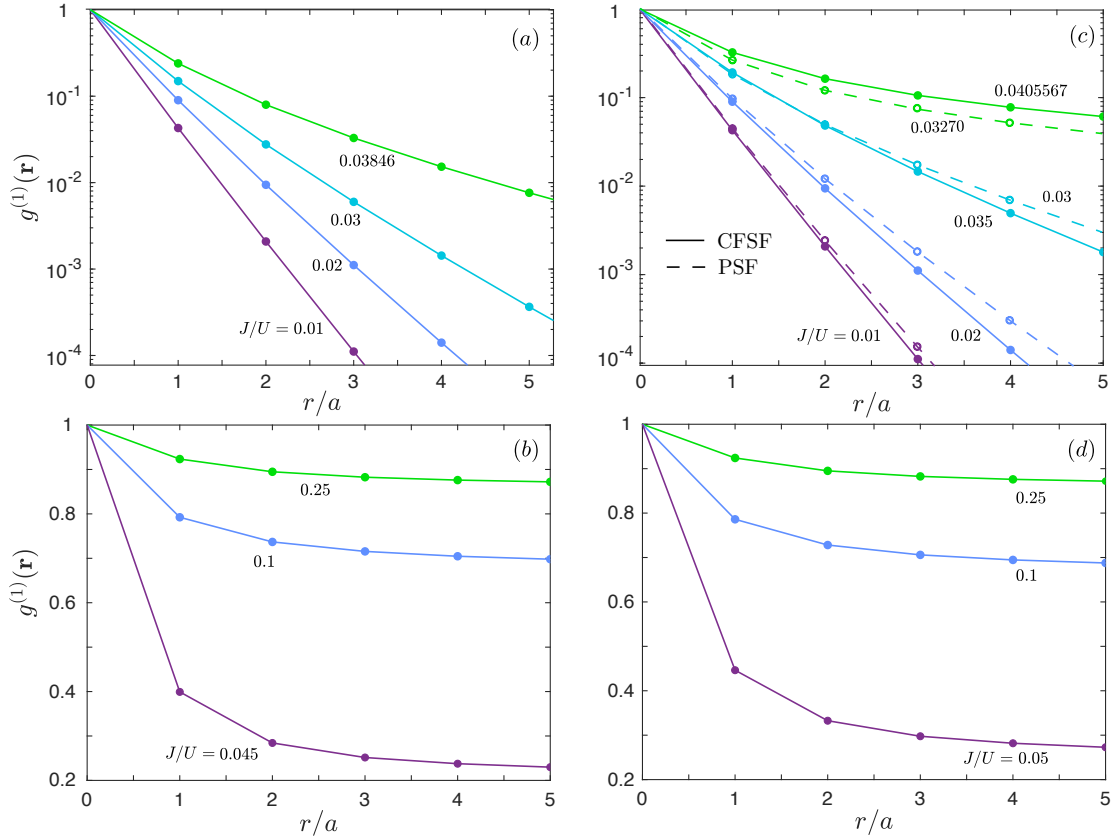 (a)
1
10⁻¹
10⁻²
10⁻³
10⁻⁴
g⁽¹⁾(r)
0.03846
0.03
0.02
J/U = 0.01
0 1 2 3 4 5
r/a
(c)
1
10⁻¹
10⁻²
10⁻³
10⁻⁴
0.0405567
0.03270
0.03
0.035
CFSF
PSF
J/U = 0.01
0.02
0 1 2 3 4 5
r/a
(b)
1
0.8
0.6
0.4
0.2
g⁽¹⁾(r)
0.25
0.1
J/U = 0.045
0 1 2 3 4 5
r/a
(d)
1
0.8
0.6
0.4
0.2
0.25
0.1
J/U = 0.05
0 1 2 3 4 5
r/a